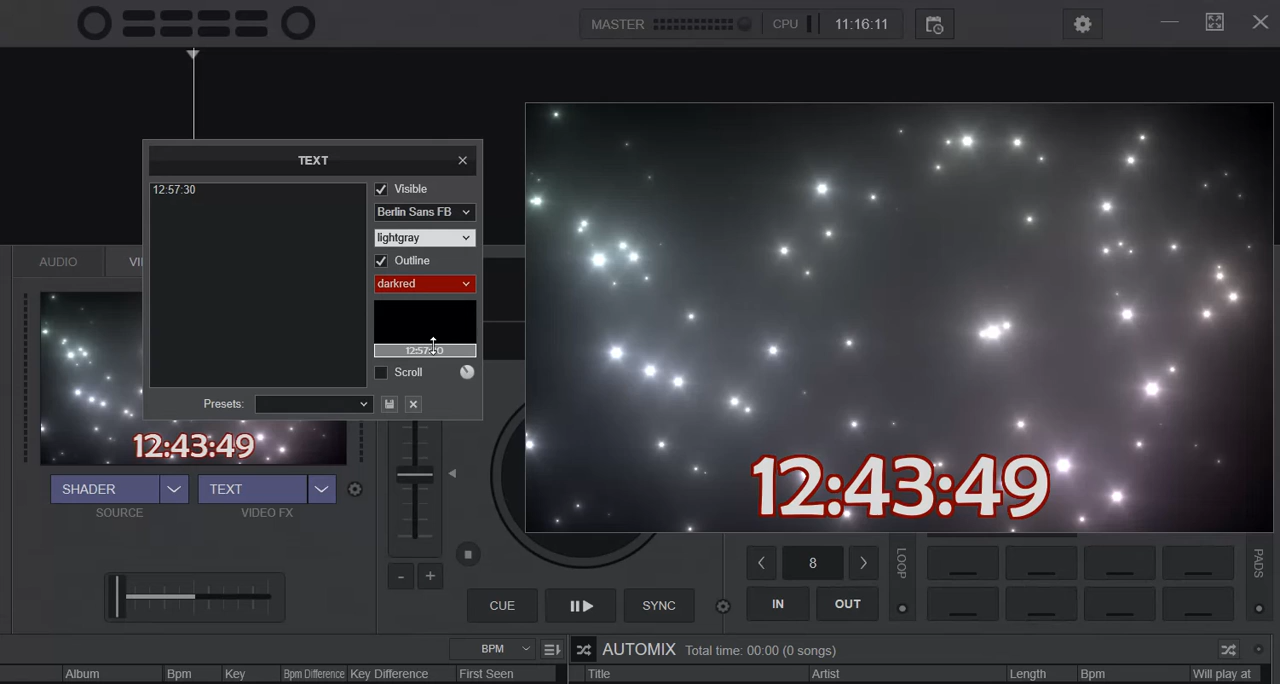 MASTER CPU 11:16:11
TEXT
12:57:30
Visible
Berlin Sans FB
lightgray
Outline
darkred
Scroll
Presets:
AUDIO
12:43:49
12:43:49
SHADER TEXT
SOURCE VIDEO FX
- +
8
LOOP
PADS
CUE SYNC IN OUT
BPM AUTOMIX Total time: 00:00 (0 songs)
Album Bpm Key Bpm Difference Key Difference First Seen Title Artist Length Bpm Will play at